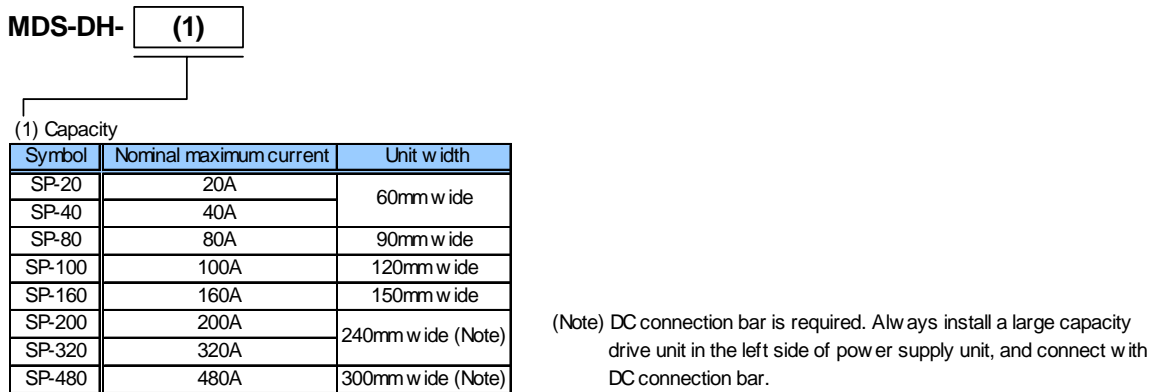 MDS-DH- (1)
(1) Capacity
Symbol Nominal maximum current Unit width
SP-20 20A 60mm wide
SP-40 40A
SP-80 80A 90mm wide
SP-100 100A 120mm wide
SP-160 160A 150mm wide
SP-200 200A 240mm wide (Note)
SP-320 320A
SP-480 480A 300mm wide (Note)
(Note) DC connection bar is required. Always install a large capacity
drive unit in the left side of power supply unit, and connect with
DC connection bar.